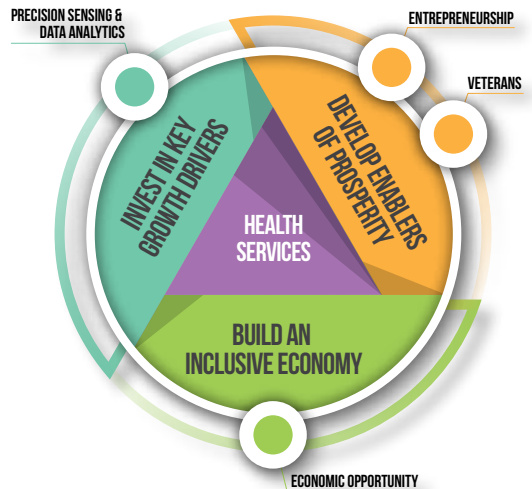 PRECISION SENSING &
DATA ANALYTICS
ENTREPRENEURSHIP
VETERANS
INVEST IN KEY
GROWTH DRIVERS
DEVELOP ENABLERS
OF PROSPERITY
HEALTH
SERVICES
BUILD AN
INCLUSIVE ECONOMY
ECONOMIC OPPORTUNITY